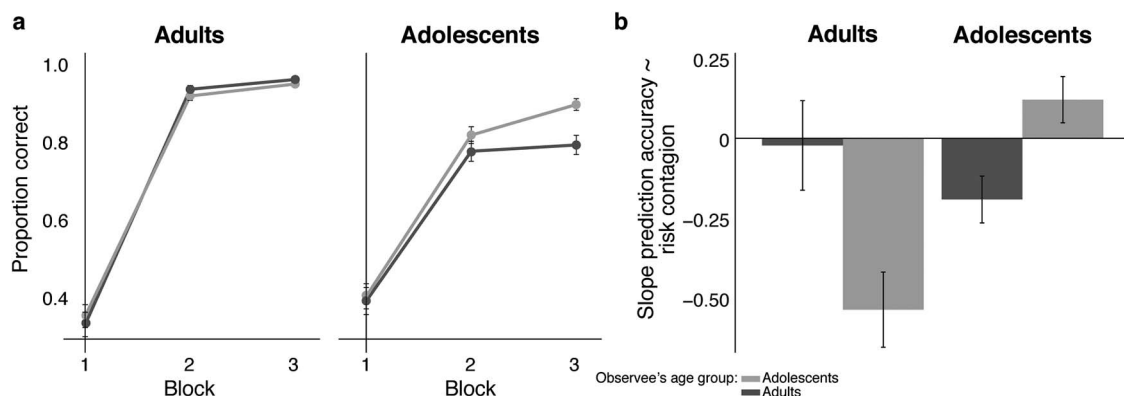 a
Adults
Adolescents
Proportion correct
1.0
0.8
0.6
0.4
1 2 3
Block
1 2 3
Block
b
Adults
Adolescents
Slope prediction accuracy ~
risk contagion
0.25
0
−0.25
−0.50
Observee's age group: Adolescents
Adults